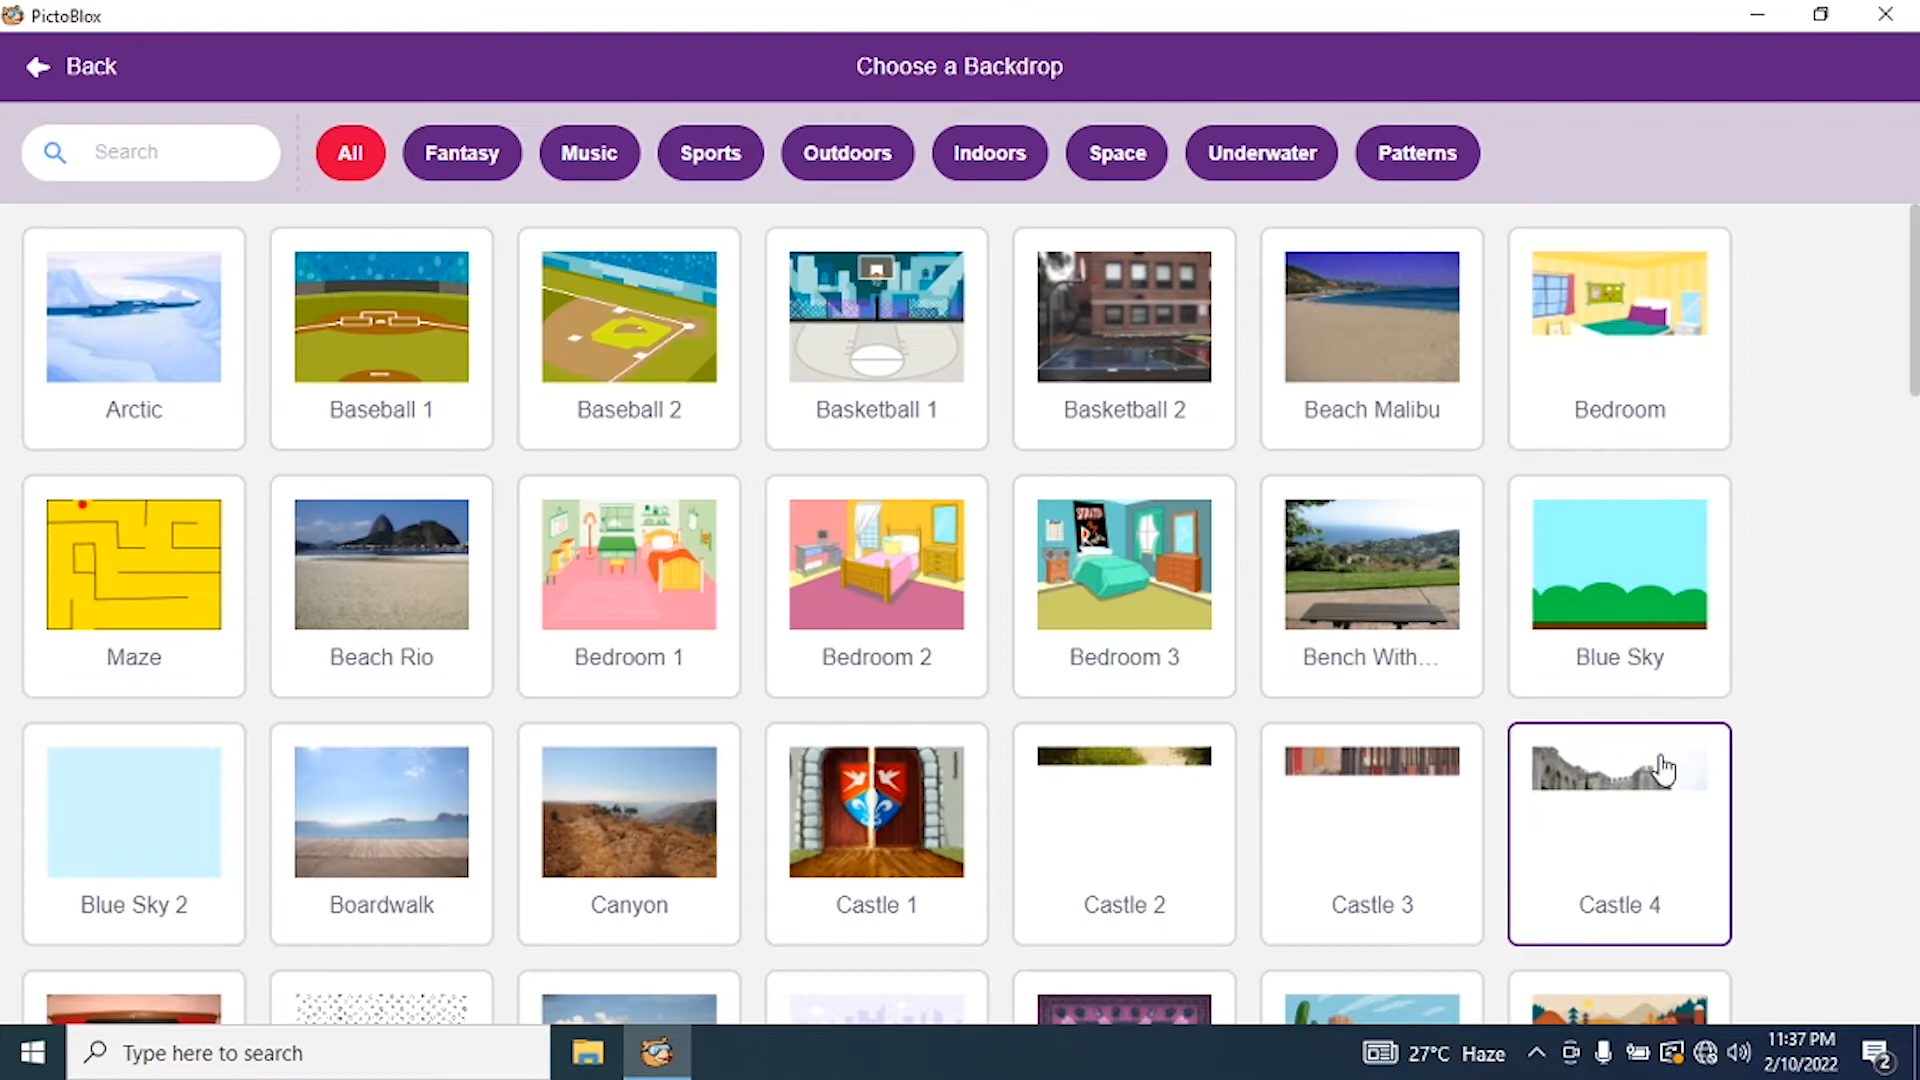 PictoBlox
Back
Choose a Backdrop
Search
All
Fantasy
Music
Sports
Outdoors
Indoors
Space
Underwater
Patterns
Arctic
Baseball 1
Baseball 2
Basketball 1
Basketball 2
Beach Malibu
Bedroom
Maze
Beach Rio
Bedroom 1
Bedroom 2
Bedroom 3
Bench With...
Blue Sky
Blue Sky 2
Boardwalk
Canyon
Castle 1
Castle 2
Castle 3
Castle 4
Type here to search
27°C Haze
11:37 PM
2/10/2022
2